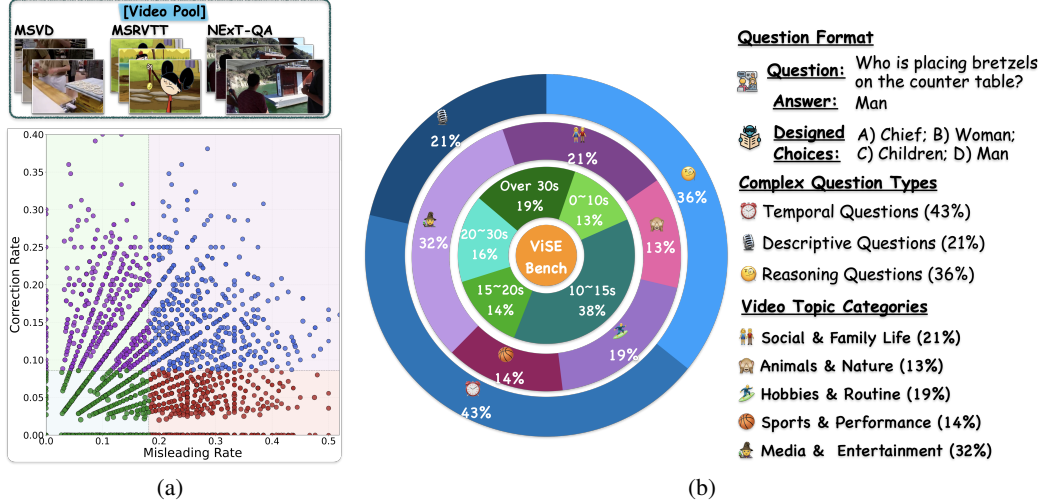 [Video Pool]
MSVD
MSRVTT
NExT-QA
0.40
0.35
0.30
0.25
0.20
0.15
0.10
0.05
0.00
Correction Rate
0.0
0.1
0.2
0.3
0.4
0.5
Misleading Rate
(a)
21%
36%
43%
21%
13%
19%
14%
32%
Over 30s
19%
0~10s
13%
10~15s
38%
15~20s
14%
20~30s
16%
ViSE
Bench
(b)
Question Format
Question: Who is placing bretzels
on the counter table?
Answer: Man
Designed A) Chief; B) Woman;
Choices: C) Children; D) Man
Complex Question Types
Temporal Questions (43%)
Descriptive Questions (21%)
Reasoning Questions (36%)
Video Topic Categories
Social & Family Life (21%)
Animals & Nature (13%)
Hobbies & Routine (19%)
Sports & Performance (14%)
Media & Entertainment (32%)